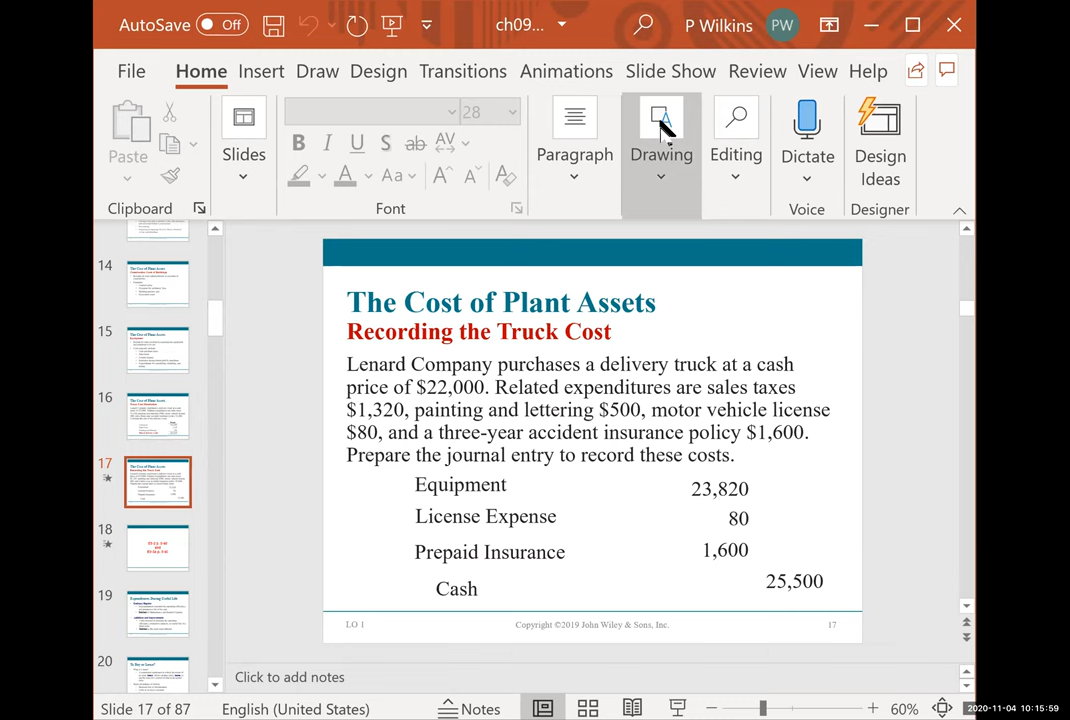 AutoSave Off ch09... P Wilkins PW
File Home Insert Draw Design Transitions Animations Slide Show Review View Help
28
Paste Slides B I U S ab AV Paragraph Drawing Editing Dictate Design Ideas
A Aa A A A
Clipboard Font Voice Designer
14
15
16
17
18
19
20
The Cost of Plant Assets
Recording the Truck Cost
Lenard Company purchases a delivery truck at a cash
price of $22,000. Related expenditures are sales taxes
$1,320, painting and lettering $500, motor vehicle license
$80, and a three-year accident insurance policy $1,600.
Prepare the journal entry to record these costs.
Equipment 23,820
License Expense 80
Prepaid Insurance 1,600
Cash 25,500
LO 1 Copyright ©2019 John Wiley & Sons, Inc. 17
Click to add notes
Slide 17 of 87 English (United States) Notes 60%
2020-11-04 10:15:59